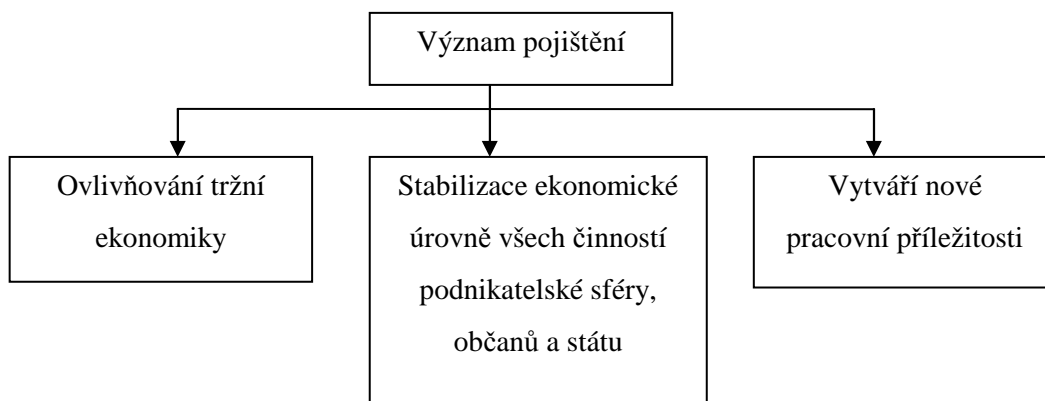 Význam pojištění
Ovlivňování tržní
ekonomiky
Stabilizace ekonomické
úrovně všech činností
podnikatelské sféry,
občanů a státu
Vytváří nové
pracovní příležitosti